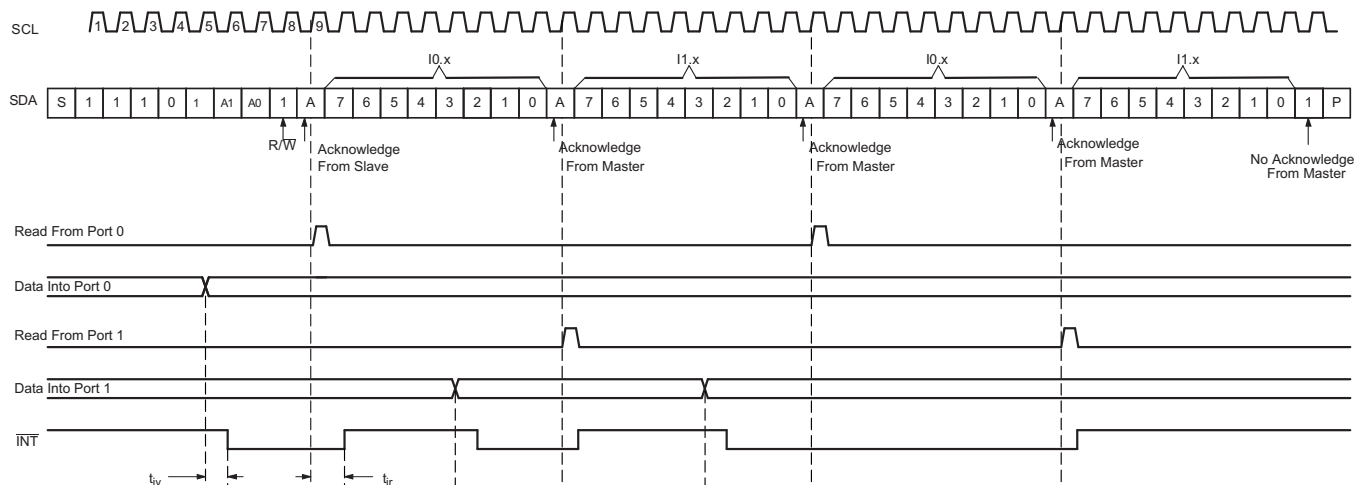 SCL 1 2 3 4 5 6 7 8 9
I0.x I1.x I0.x I1.x
SDA S 1 1 1 0 1 A1 A0 1 A 7 6 5 4 3 2 1 0 A 7 6 5 4 3 2 1 0 A 7 6 5 4 3 2 1 0 A 7 6 5 4 3 2 1 0 1 P
R/W̅
Acknowledge
From Slave
Acknowledge
From Master
Acknowledge
From Master
Acknowledge
From Master
No Acknowledge
From Master
Read From Port 0
Data Into Port 0
Read From Port 1
Data Into Port 1
I̅N̅T̅
tiv tir